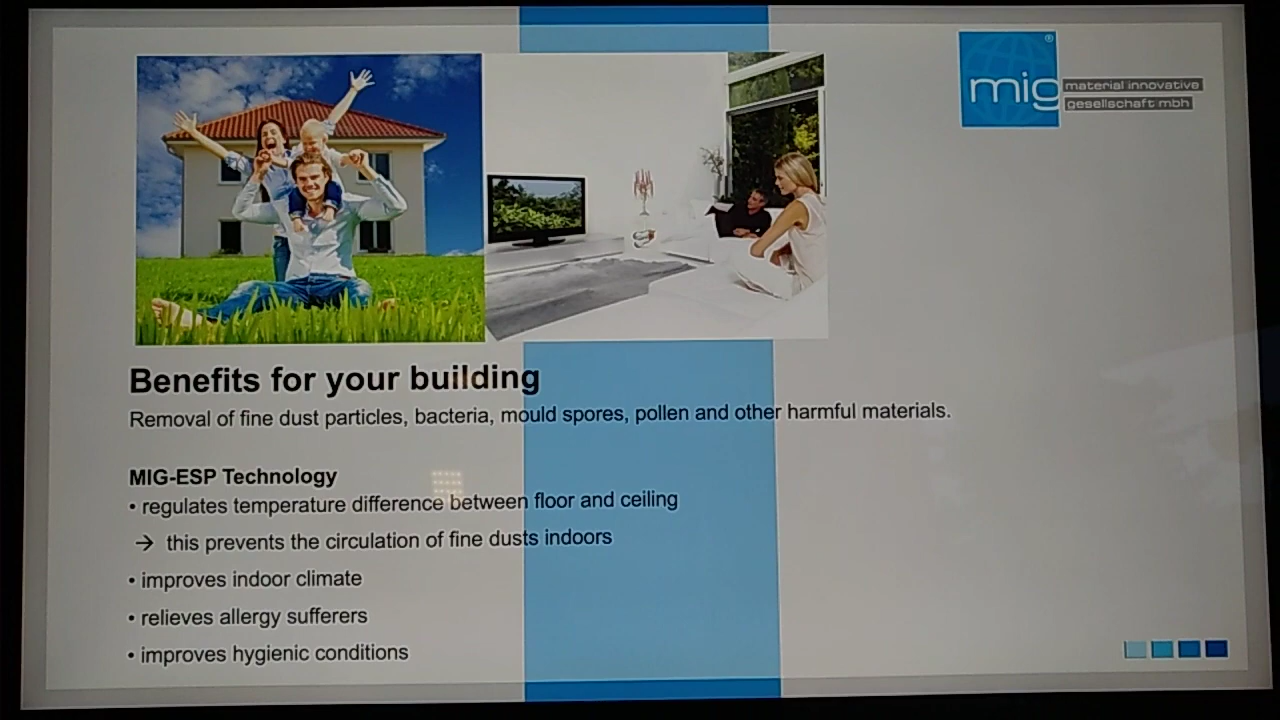 mig®
material innovative
gesellschaft mbh
Benefits for your building
Removal of fine dust particles, bacteria, mould spores, pollen and other harmful materials.
MIG-ESP Technology
• regulates temperature difference between floor and ceiling
→ this prevents the circulation of fine dusts indoors
• improves indoor climate
• relieves allergy sufferers
• improves hygienic conditions